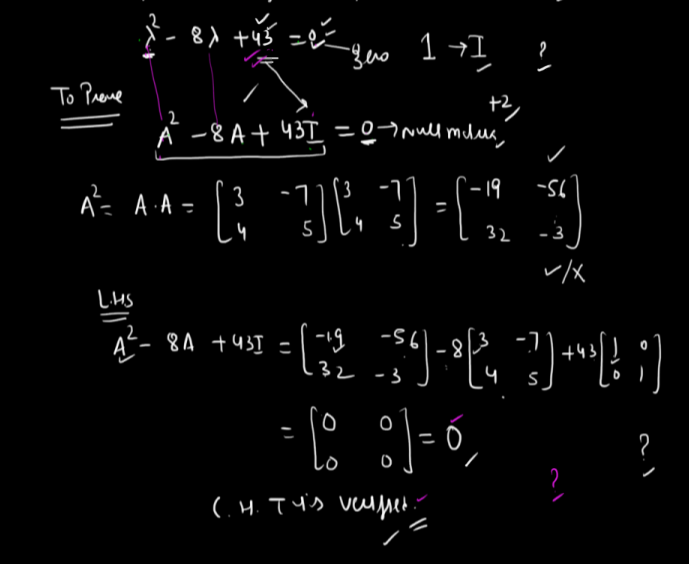 λ² - 8λ + 43 = 0 → zero 1 → I ?
To Prove
+2,
A² - 8A + 43I = 0 → null matrix
A² = A·A = [3 -7; 4 5] [3 -7; 4 5] = [-19 -56; 32 -3]
✓/x
L.H.S
A² - 8A + 43I = [-19 -56; 32 -3] - 8[3 -7; 4 5] + 43[1 0; 0 1]
= [0 0; 0 0] = 0, ?
?
C.H.T is verified.